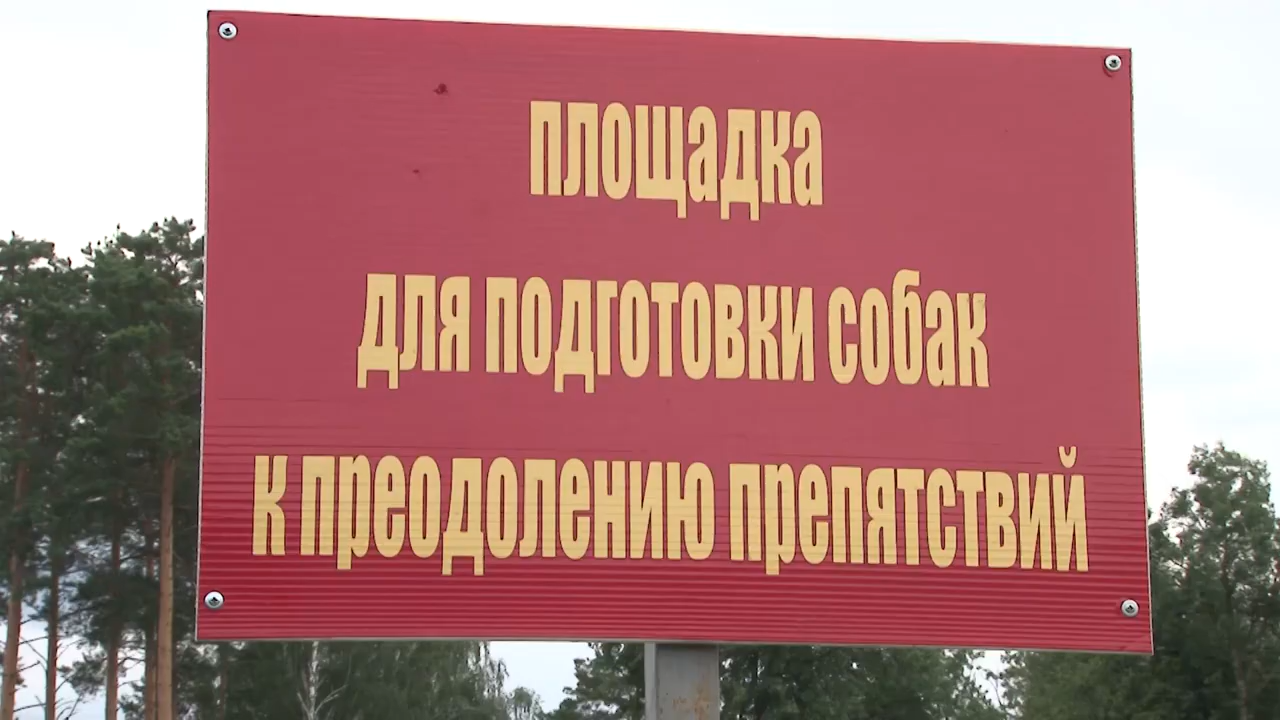 площадка
для подготовки собак
к преодолению препятствий